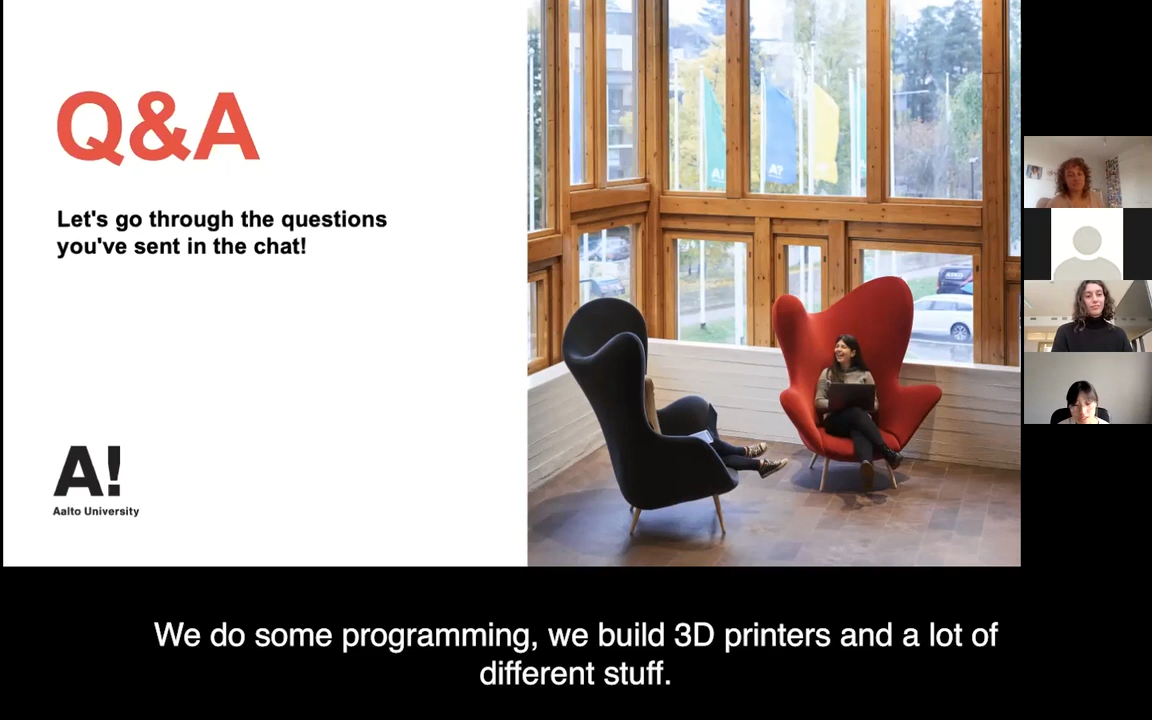 Q&A
Let's go through the questions
you've sent in the chat!
A!
Aalto University
We do some programming, we build 3D printers and a lot of
different stuff.